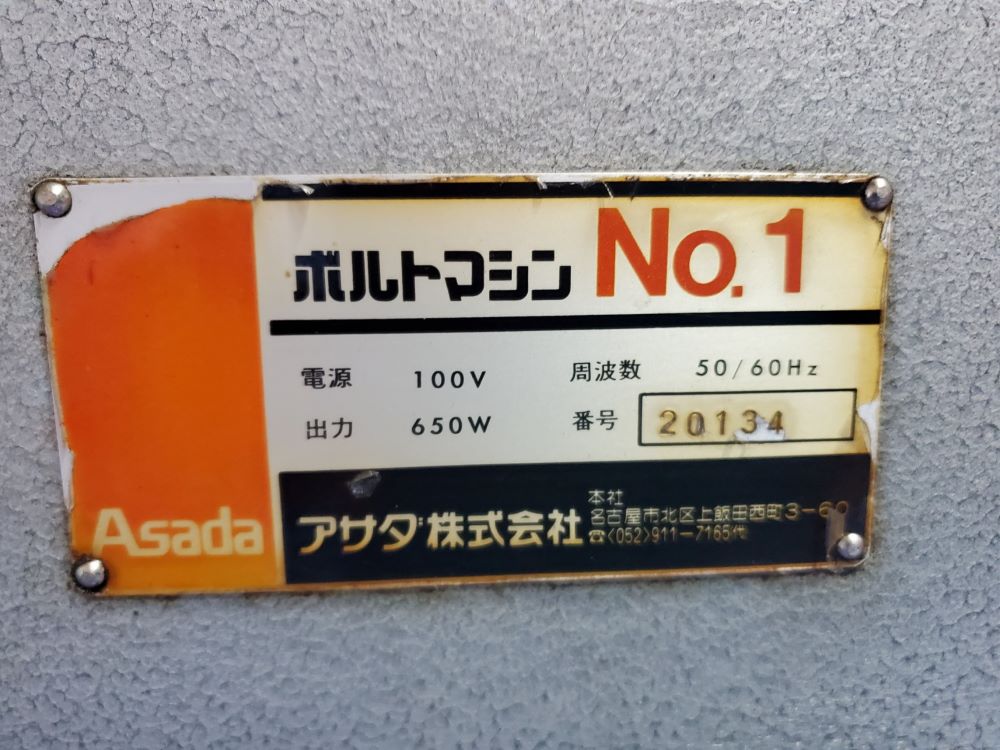 ボルトマシン No.1
電源 100V 周波数 50/60Hz
出力 650W 番号 20134
Asada
アサダ株式会社
本社
名古屋市北区上飯田西町3-60
☎(052)911-7165代